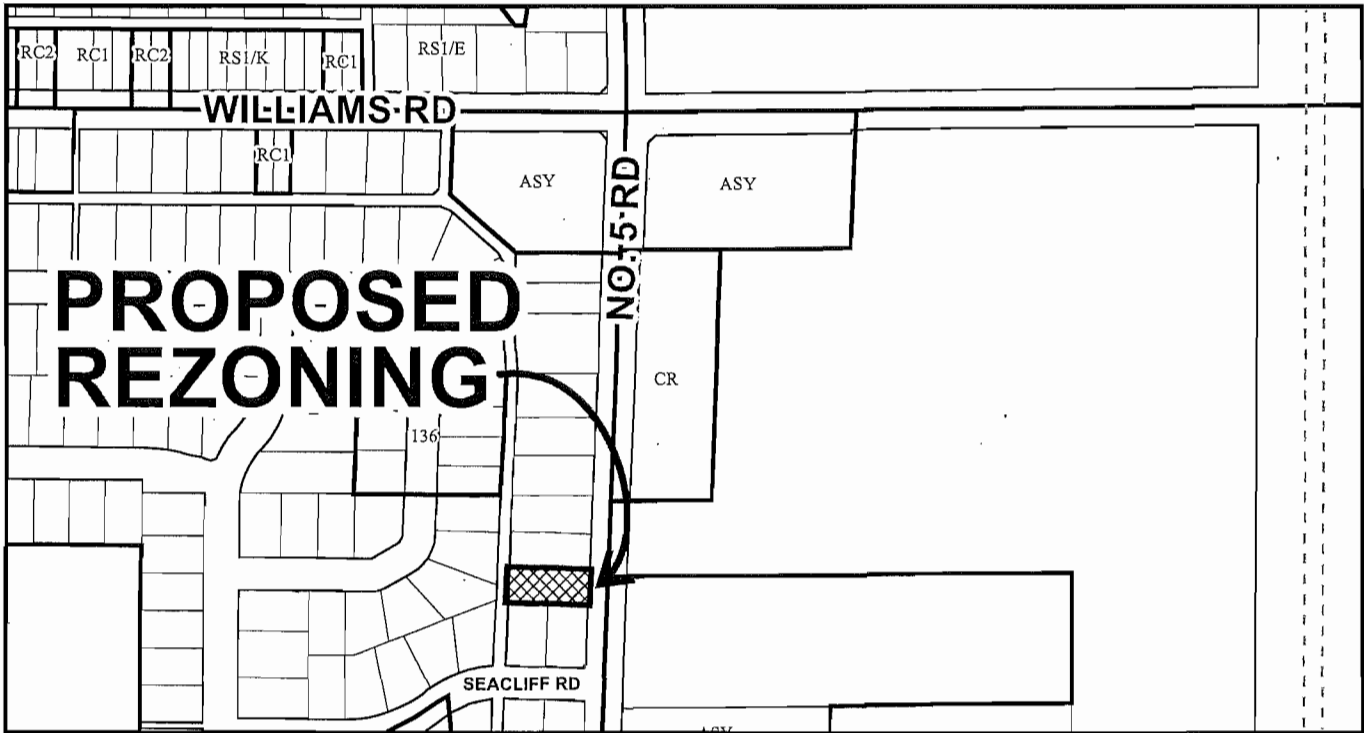 RC2
RC1
RC2
RS1/K
RC1
RS1/E
WILLIAMS RD
RC1
ASY
ASY
NO. 5 RD
PROPOSED
REZONING
CR
136
SEACLIFF RD
ASY